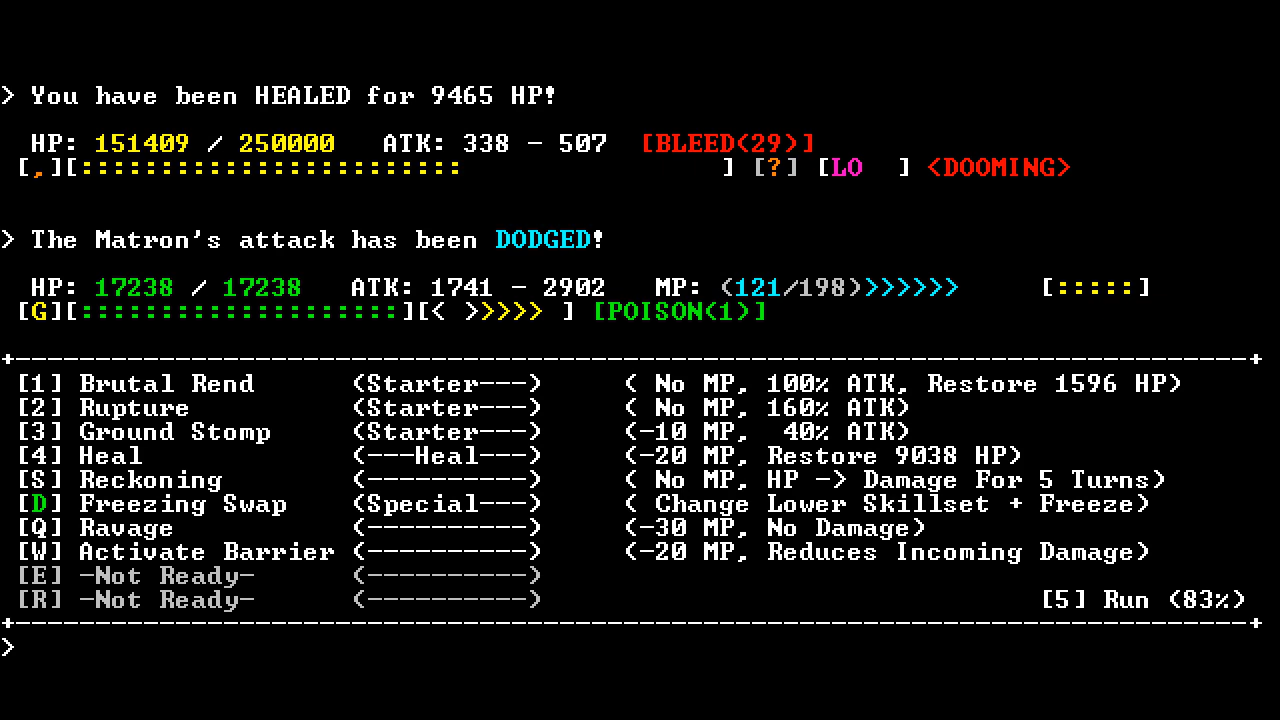 > You have been HEALED for 9465 HP!
HP: 151409 / 250000   ATK: 338 - 507  [BLEED(29)]
[,][::::::::::::::::::::::::                ] [?] [LO  ] <DOOMING>
> The Matron's attack has been DODGED!
HP: 17238 / 17238   ATK: 1741 - 2902   MP: (121/198)>>>>>>     [:::::]
[G][::::::::::::::::::::][< >>>>> ] [POISON(1)]
+------------------------------------------------------------------------------+
[1] Brutal Rend      (Starter---)     ( No MP, 100% ATK, Restore 1596 HP)
[2] Rupture          (Starter---)     ( No MP, 160% ATK)
[3] Ground Stomp     (Starter---)     (-10 MP,  40% ATK)
[4] Heal             (---Heal---)     (-20 MP, Restore 9038 HP)
[S] Reckoning        (----------)     ( No MP, HP -> Damage For 5 Turns)
[D] Freezing Swap    (Special---)     ( Change Lower Skillset + Freeze)
[Q] Ravage           (----------)     (-30 MP, No Damage)
[W] Activate Barrier (----------)     (-20 MP, Reduces Incoming Damage)
[E] -Not Ready-      (----------)
[R] -Not Ready-      (----------)                               [5] Run (83%)
+------------------------------------------------------------------------------+
>